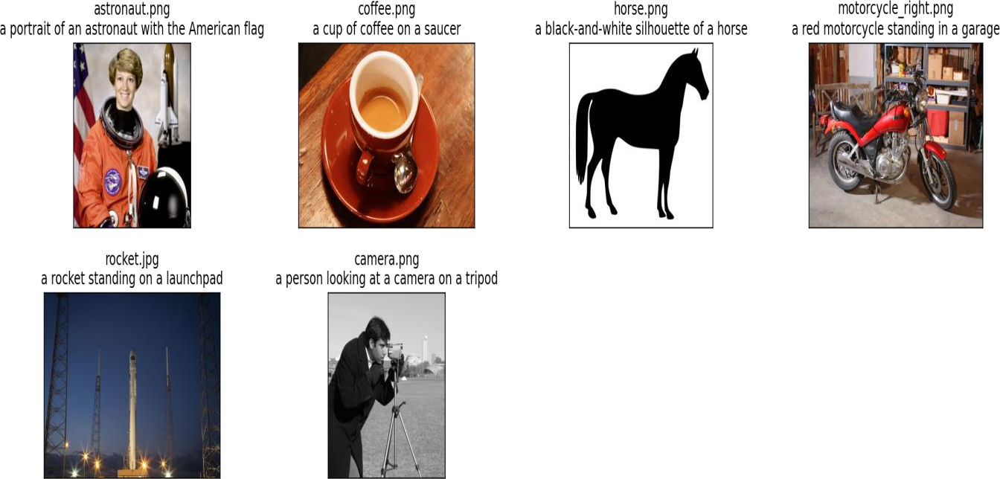 astronaut.png
a portrait of an astronaut with the American flag
coffee.png
a cup of coffee on a saucer
horse.png
a black-and-white silhouette of a horse
motorcycle_right.png
a red motorcycle standing in a garage
rocket.jpg
a rocket standing on a launchpad
camera.png
a person looking at a camera on a tripod